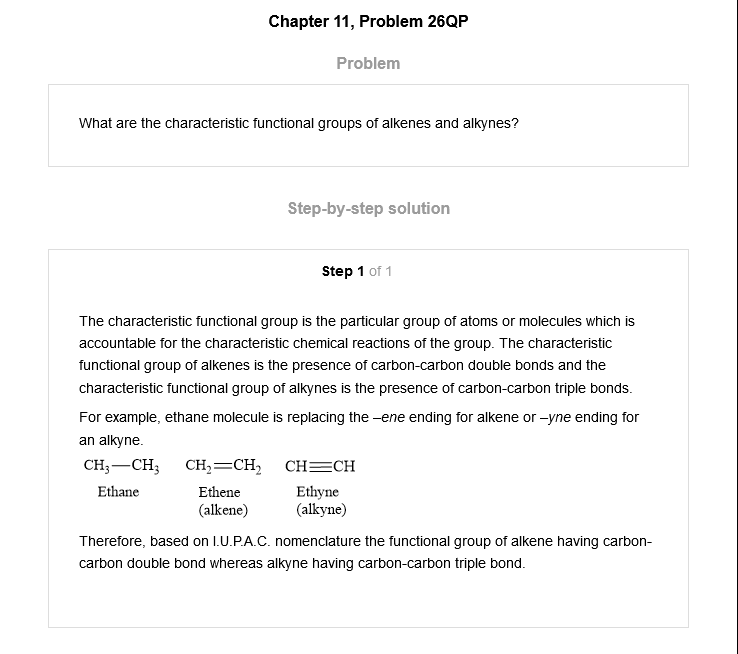 Chapter 11, Problem 26QP
Problem
What are the characteristic functional groups of alkenes and alkynes?
Step-by-step solution
Step 1 of 1
The characteristic functional group is the particular group of atoms or molecules which is
accountable for the characteristic chemical reactions of the group. The characteristic
functional group of alkenes is the presence of carbon-carbon double bonds and the
characteristic functional group of alkynes is the presence of carbon-carbon triple bonds.
For example, ethane molecule is replacing the –ene ending for alkene or –yne ending for
an alkyne.
CH₃—CH₃ CH₂=CH₂ CH≡CH
Ethane Ethene Ethyne
(alkene) (alkyne)
Therefore, based on I.U.P.A.C. nomenclature the functional group of alkene having carbon-
carbon double bond whereas alkyne having carbon-carbon triple bond.